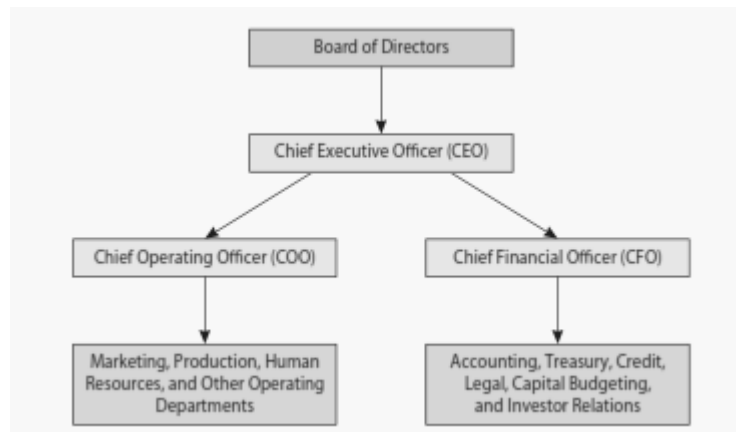 Board of Directors
Chief Executive Officer (CEO)
Chief Operating Officer (COO)
Chief Financial Officer (CFO)
Marketing, Production, Human
Resources, and Other Operating
Departments
Accounting, Treasury, Credit,
Legal, Capital Budgeting,
and Investor Relations